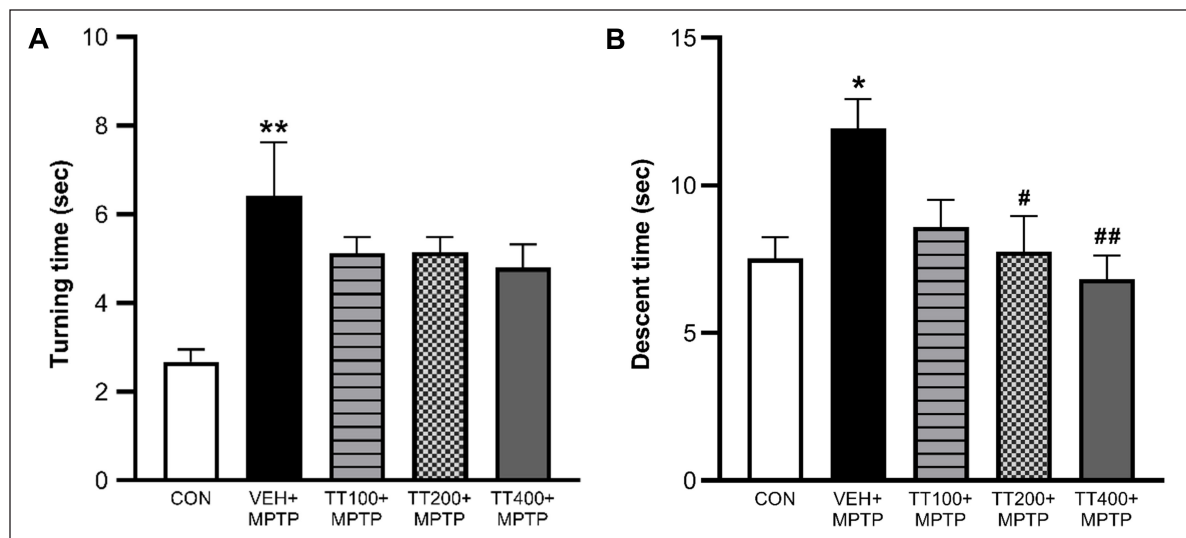 A
Turning time (sec)
10
8
6
4
2
0
**
CON
VEH+
MPTP
TT100+
MPTP
TT200+
MPTP
TT400+
MPTP
B
Descent time (sec)
15
10
5
0
*
#
##
CON
VEH+
MPTP
TT100+
MPTP
TT200+
MPTP
TT400+
MPTP